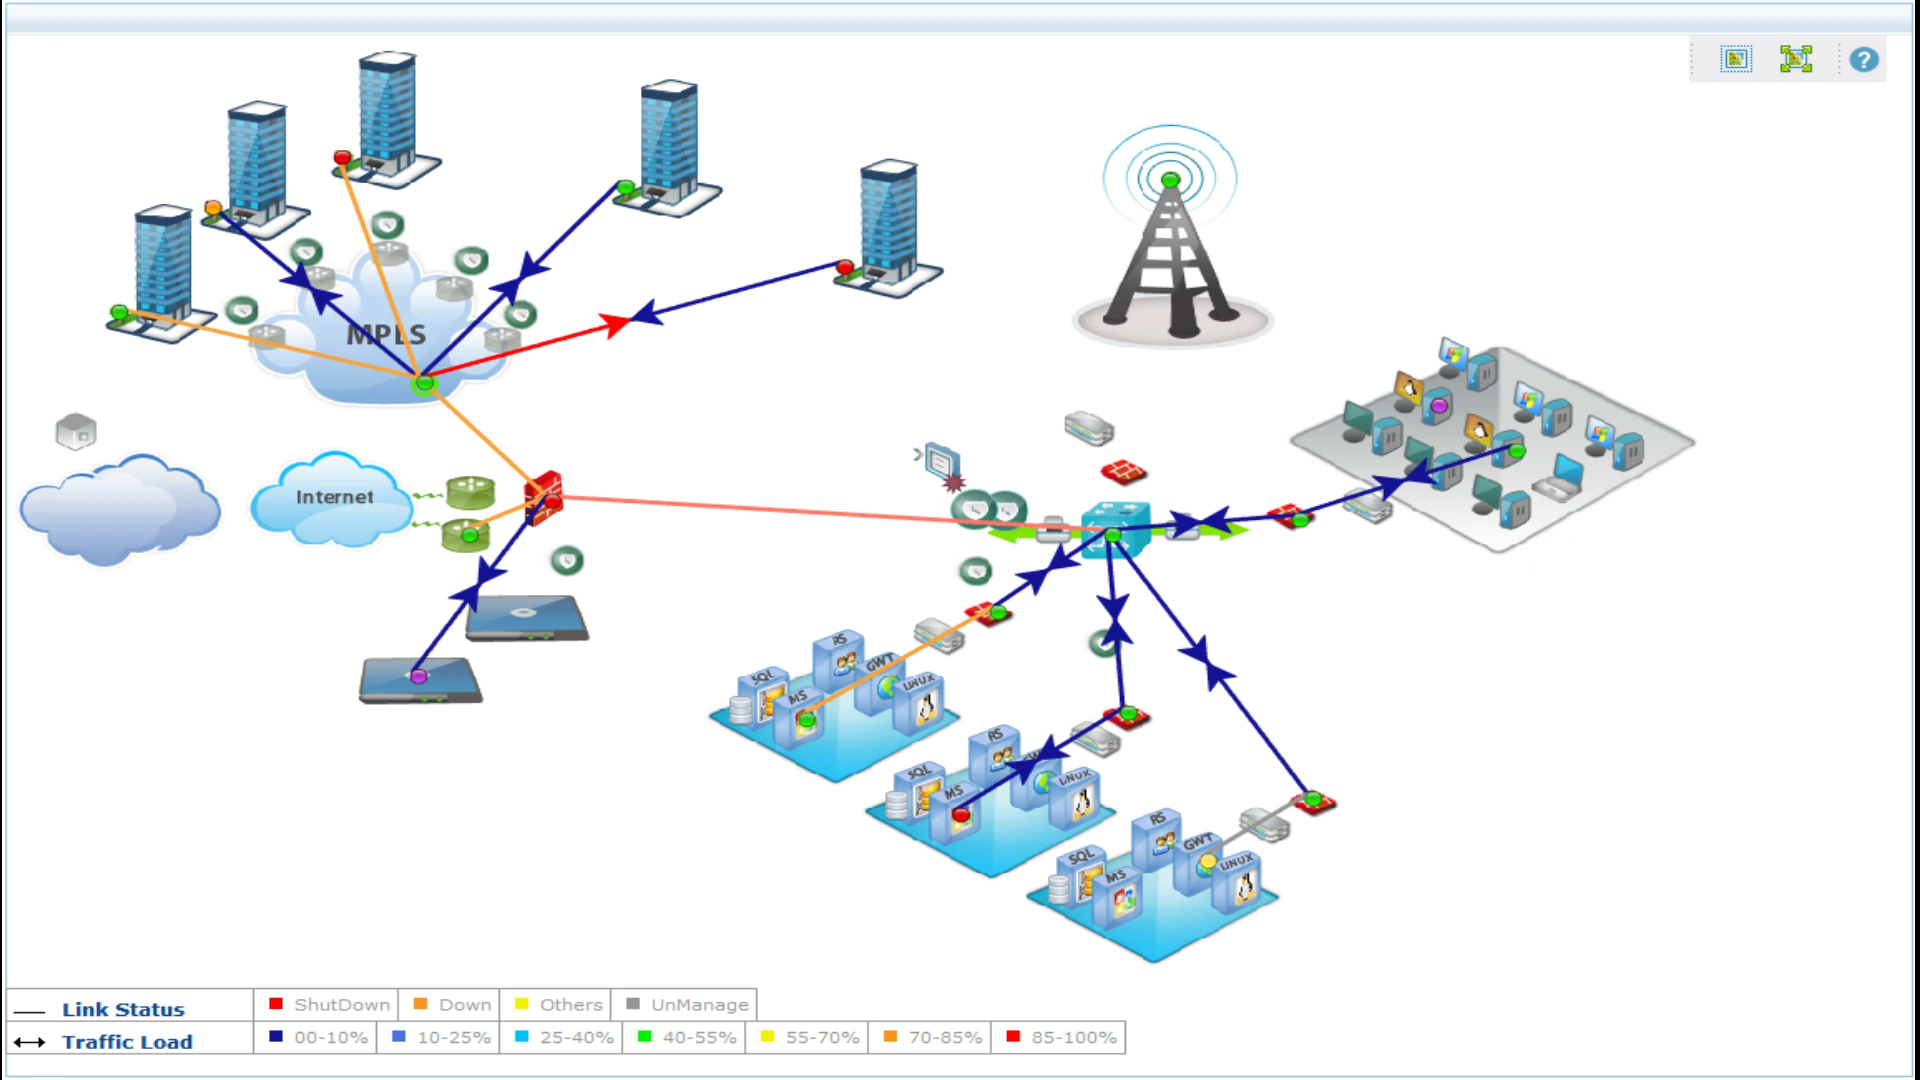 ?
MPLS
Internet
RS
GWT
SQL
LINUX
MS
RS
SQL
LINUX
MS
RS
GWT
SQL
LINUX
MS
Link Status ShutDown Down Others UnManage
Traffic Load 00-10% 10-25% 25-40% 40-55% 55-70% 70-85% 85-100%